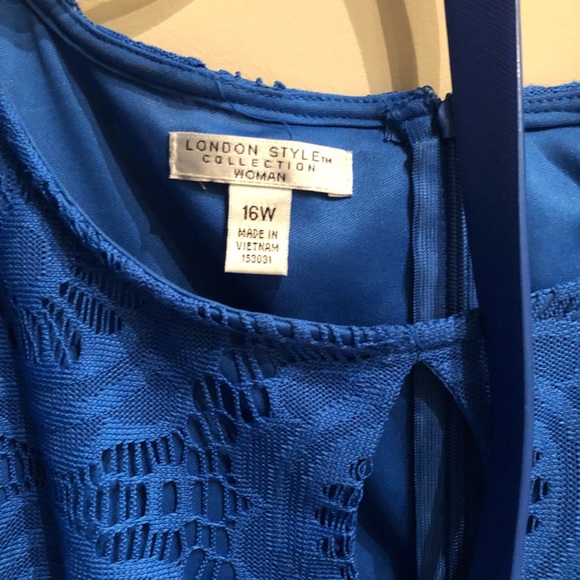 LONDON STYLE™
COLLECTION
WOMAN
16W
MADE IN
VIETNAM
153031